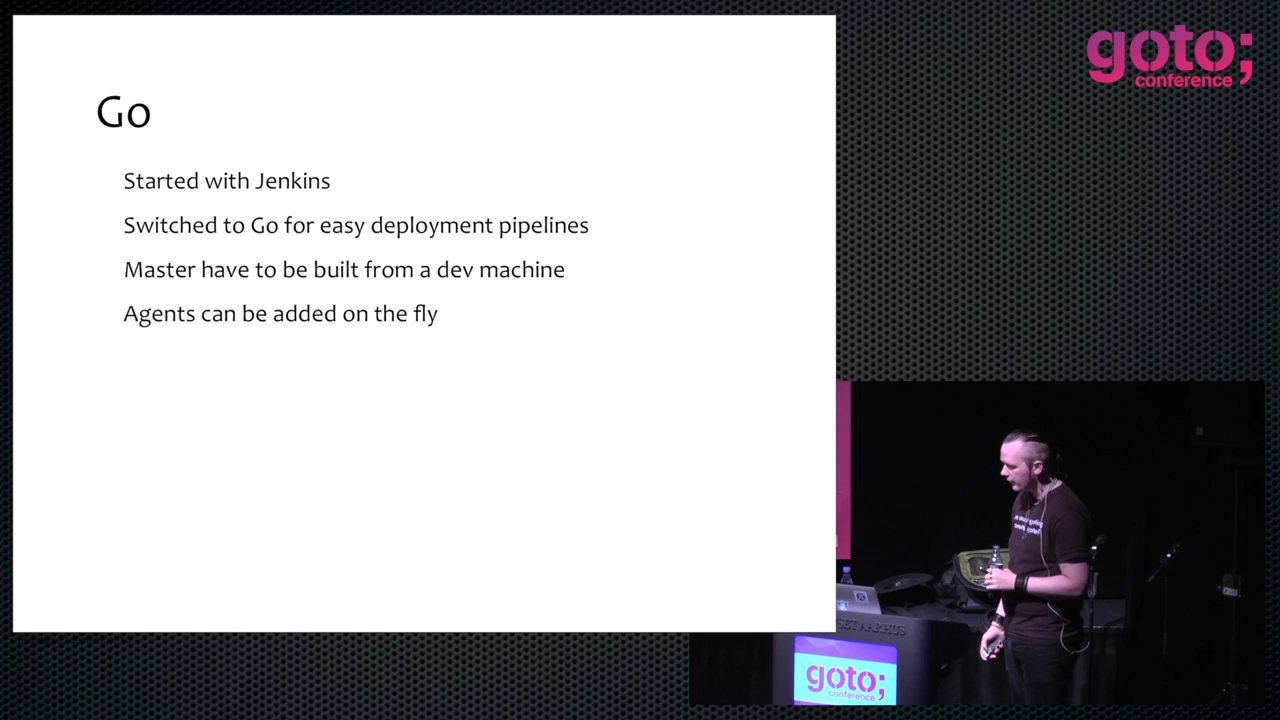 goto;
conference
Go
Started with Jenkins
Switched to Go for easy deployment pipelines
Master have to be built from a dev machine
Agents can be added on the fly
AARHUS
goto;
conference